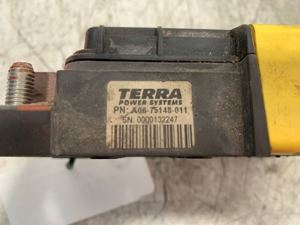 TERRA
POWER SYSTEMS
PN: A06-75148-011
SN. 0000132247